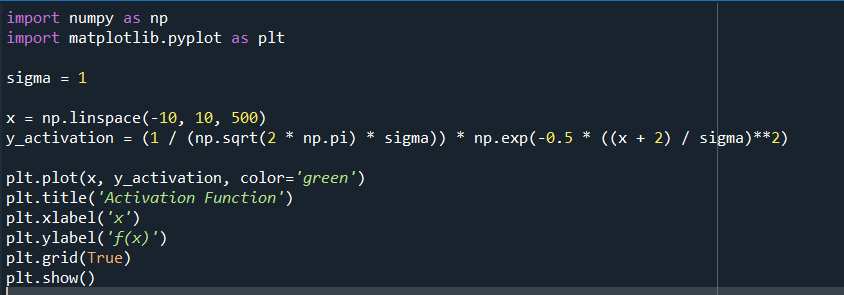 import numpy as np
import matplotlib.pyplot as plt
sigma = 1
x = np.linspace(-10, 10, 500)
y_activation = (1 / (np.sqrt(2 * np.pi) * sigma)) * np.exp(-0.5 * ((x + 2) / sigma)**2)
plt.plot(x, y_activation, color='green')
plt.title('Activation Function')
plt.xlabel('x')
plt.ylabel('f(x)')
plt.grid(True)
plt.show()